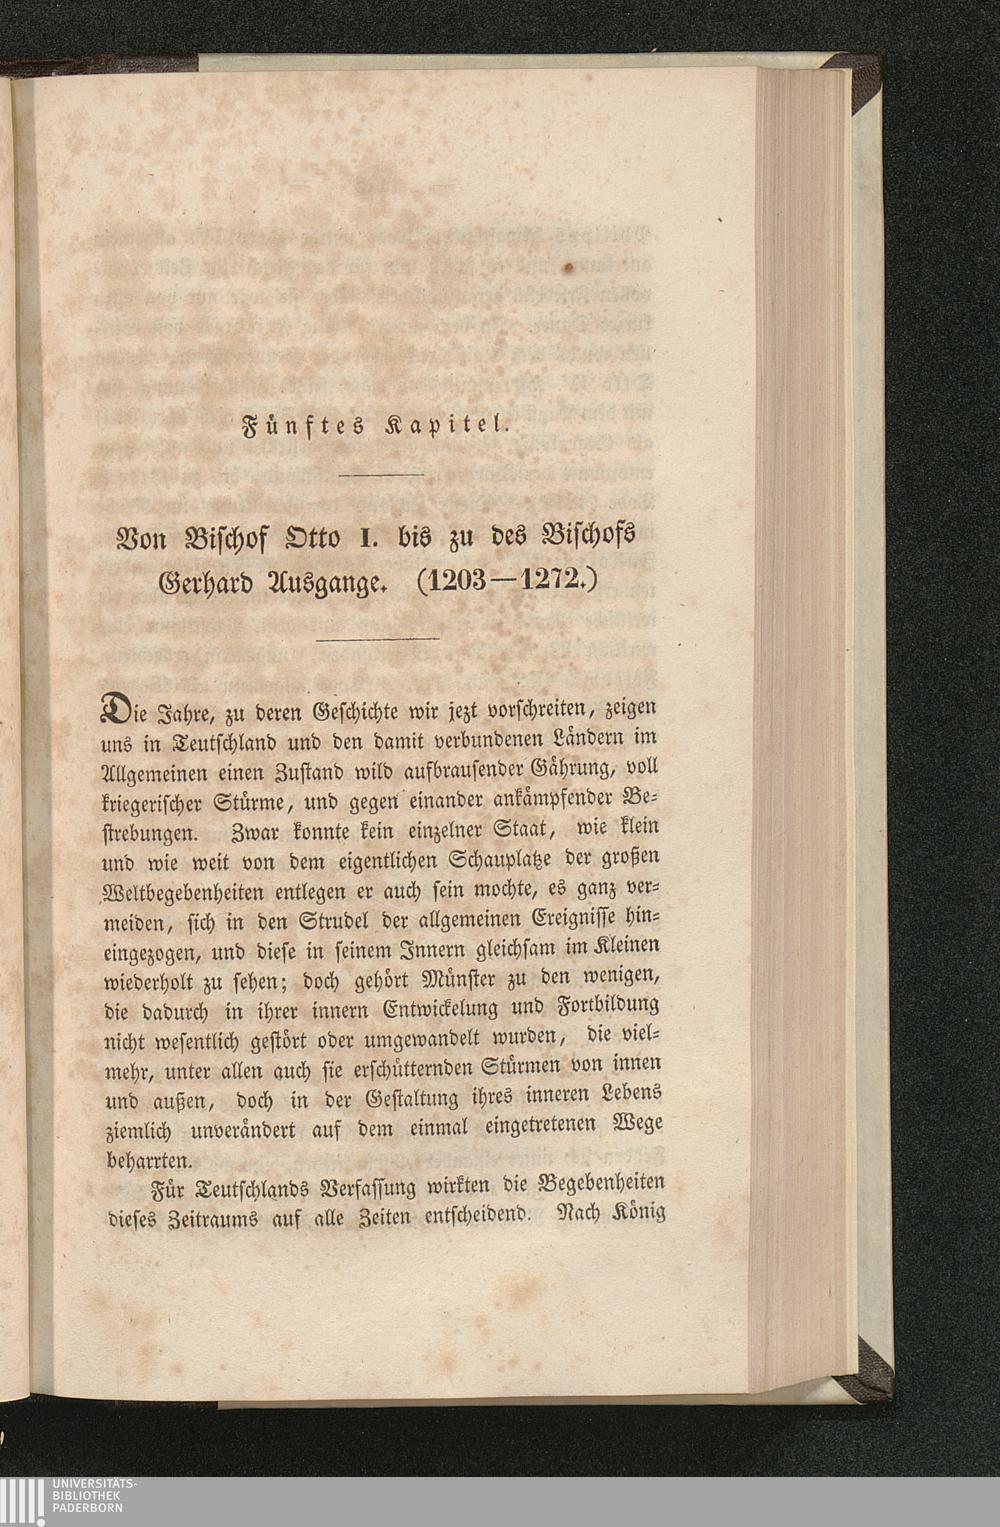 Fünftes Kapitel.
Von Bischof Otto I. bis zu des Bischofs
Gerhard Ausgange. (1203—1272.)
Die Jahre, zu deren Geschichte wir jezt vorschreiten, zeigen
uns in Teutschland und den damit verbundenen Ländern im
Allgemeinen einen Zustand wild aufbrausender Gährung, voll
kriegerischer Stürme, und gegen einander ankämpfender Be-
strebungen. Zwar konnte kein einzelner Staat, wie klein
und wie weit von dem eigentlichen Schauplatze der großen
Weltbegebenheiten entlegen er auch sein mochte, es ganz ver-
meiden, sich in den Strudel der allgemeinen Ereignisse hin-
eingezogen, und diese in seinem Innern gleichsam im Kleinen
wiederholt zu sehen; doch gehört Münster zu den wenigen,
die dadurch in ihrer innern Entwickelung und Fortbildung
nicht wesentlich gestört oder umgewandelt wurden, die viel-
mehr, unter allen auch sie erschütternden Stürmen von innen
und außen, doch in der Gestaltung ihres inneren Lebens
ziemlich unverändert auf dem einmal eingetretenen Wege
beharrten.
Für Teutschlands Verfassung wirkten die Begebenheiten
dieses Zeitraums auf alle Zeiten entscheidend. Nach König
UNIVERSITÄTS-
BIBLIOTHEK
PADERBORN